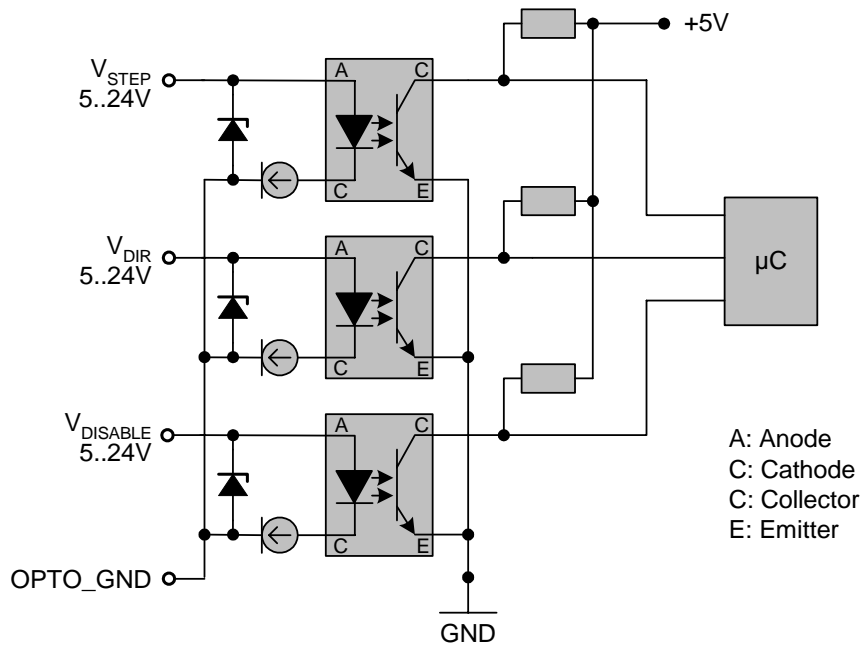 +5V
V_STEP
5..24V
A
C
C
E
V_DIR
5..24V
A
C
C
E
µC
V_DISABLE
5..24V
A
C
C
E
A: Anode
C: Cathode
C: Collector
E: Emitter
OPTO_GND
GND